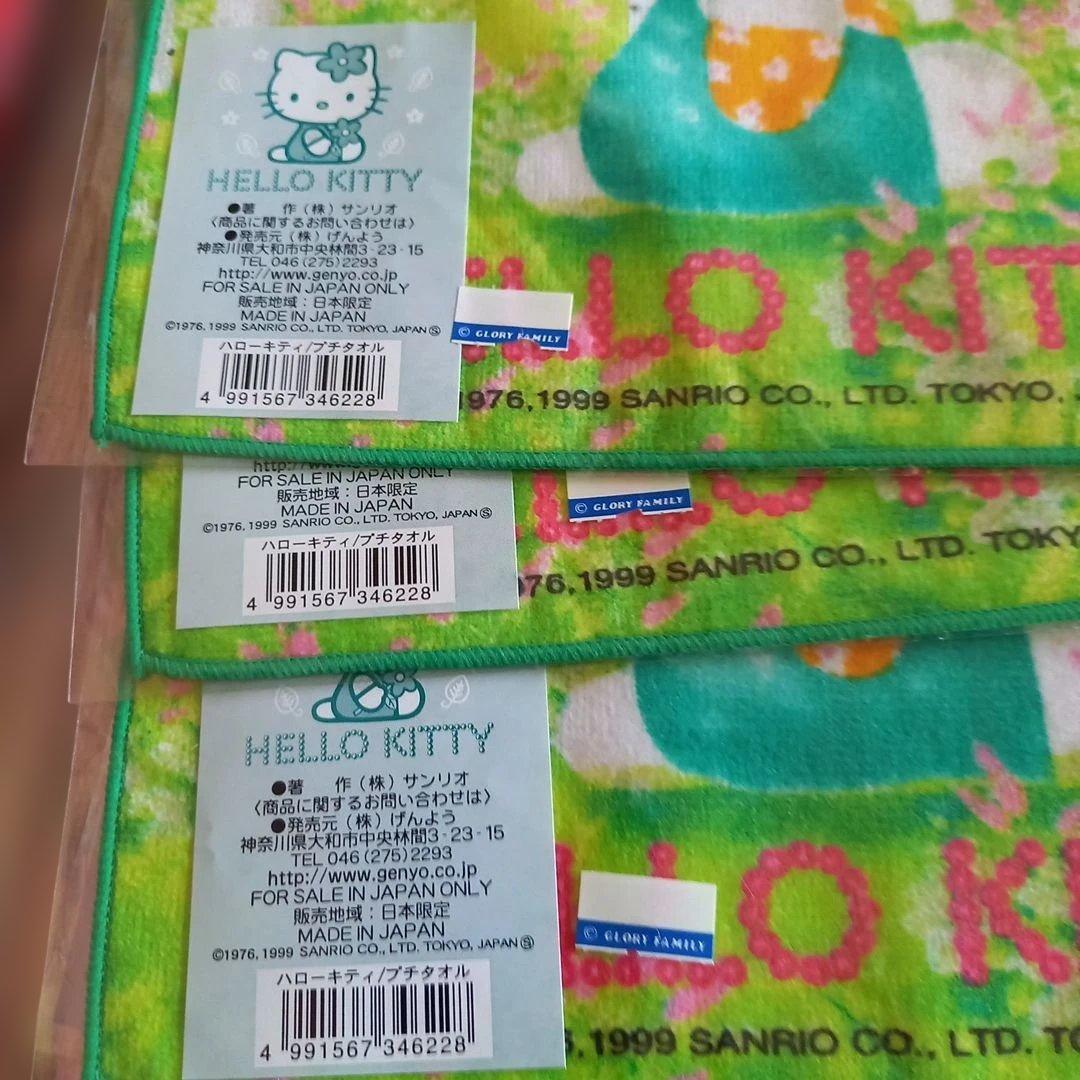 HELLO KITTY
●著 作(株)サンリオ
〈商品に関するお問い合わせは〉
●発売元(株)げんよう
神奈川県大和市中央林間3-23-15
TEL 046(275)2293
http://www.genyo.co.jp
FOR SALE IN JAPAN ONLY
販売地域:日本限定
MADE IN JAPAN
©1976,1999 SANRIO CO., LTD. TOKYO, JAPAN Ⓢ
ハローキティ/プチタオル
4 991567 346228
© GLORY FAMILY
ELLO KITT
1976,1999 SANRIO CO., LTD. TOKYO,
FOR SALE IN JAPAN ONLY
販売地域:日本限定
MADE IN JAPAN
©1976,1999 SANRIO CO., LTD. TOKYO, JAPAN Ⓢ
ハローキティ/プチタオル
4 991567 346228
© GLORY FAMILY
976,1999 SANRIO CO., LTD. TOKY
HELLO KITTY
●著 作(株)サンリオ
〈商品に関するお問い合わせは〉
●発売元(株)げんよう
神奈川県大和市中央林間3-23-15
TEL 046(275)2293
http://www.genyo.co.jp
FOR SALE IN JAPAN ONLY
販売地域:日本限定
MADE IN JAPAN
©1976,1999 SANRIO CO., LTD. TOKYO, JAPAN Ⓢ
ハローキティ/プチタオル
4 991567 346228
© GLORY FAMILY
LLO K
,1999 SANRIO CO., LTD. TO